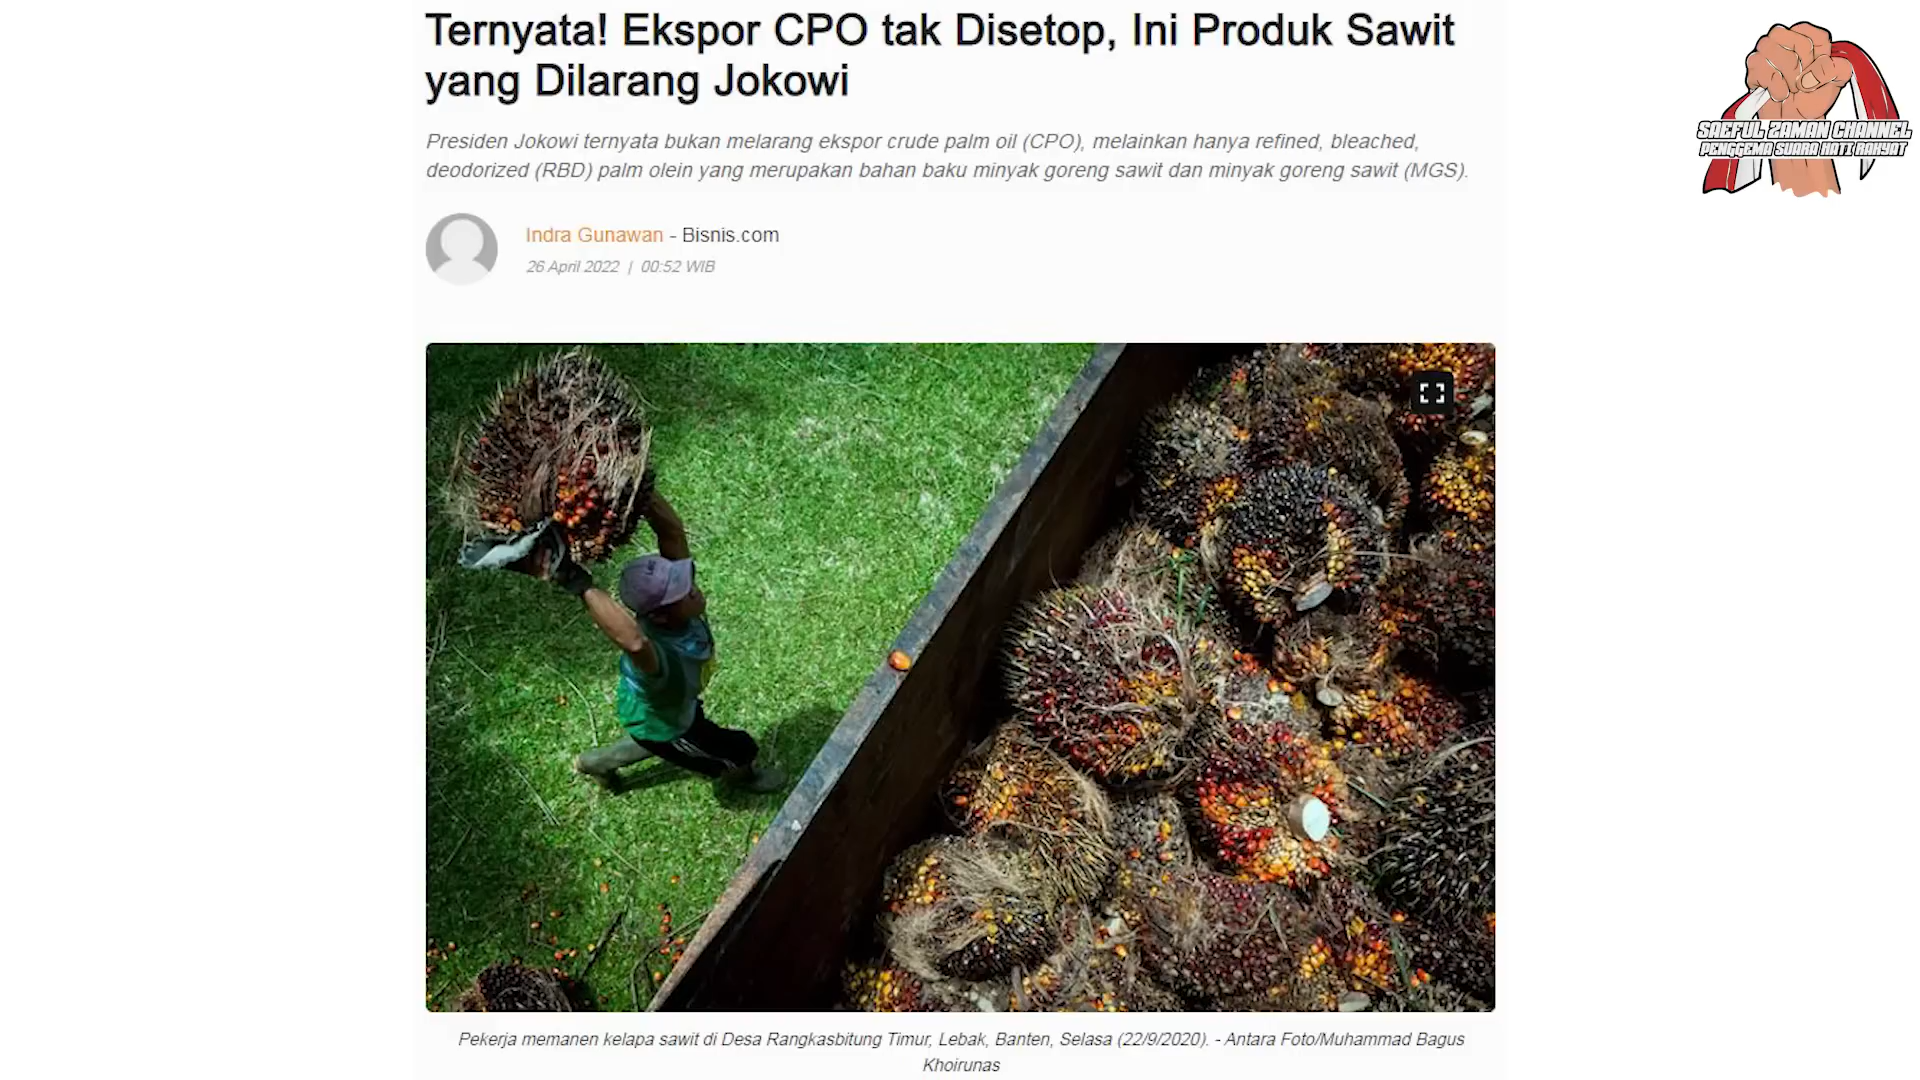 Ternyata! Ekspor CPO tak Disetop, Ini Produk Sawit
yang Dilarang Jokowi
Presiden Jokowi ternyata bukan melarang ekspor crude palm oil (CPO), melainkan hanya refined, bleached,
deodorized (RBD) palm olein yang merupakan bahan baku minyak goreng sawit dan minyak goreng sawit (MGS).
Indra Gunawan - Bisnis.com
26 April 2022 | 00:52 WIB
SAEFUL ZAMAN CHANNEL
PENGGEMA SUARA HATI RAKYAT
Pekerja memanen kelapa sawit di Desa Rangkasbitung Timur, Lebak, Banten, Selasa (22/9/2020). - Antara Foto/Muhammad Bagus
Khoirunas